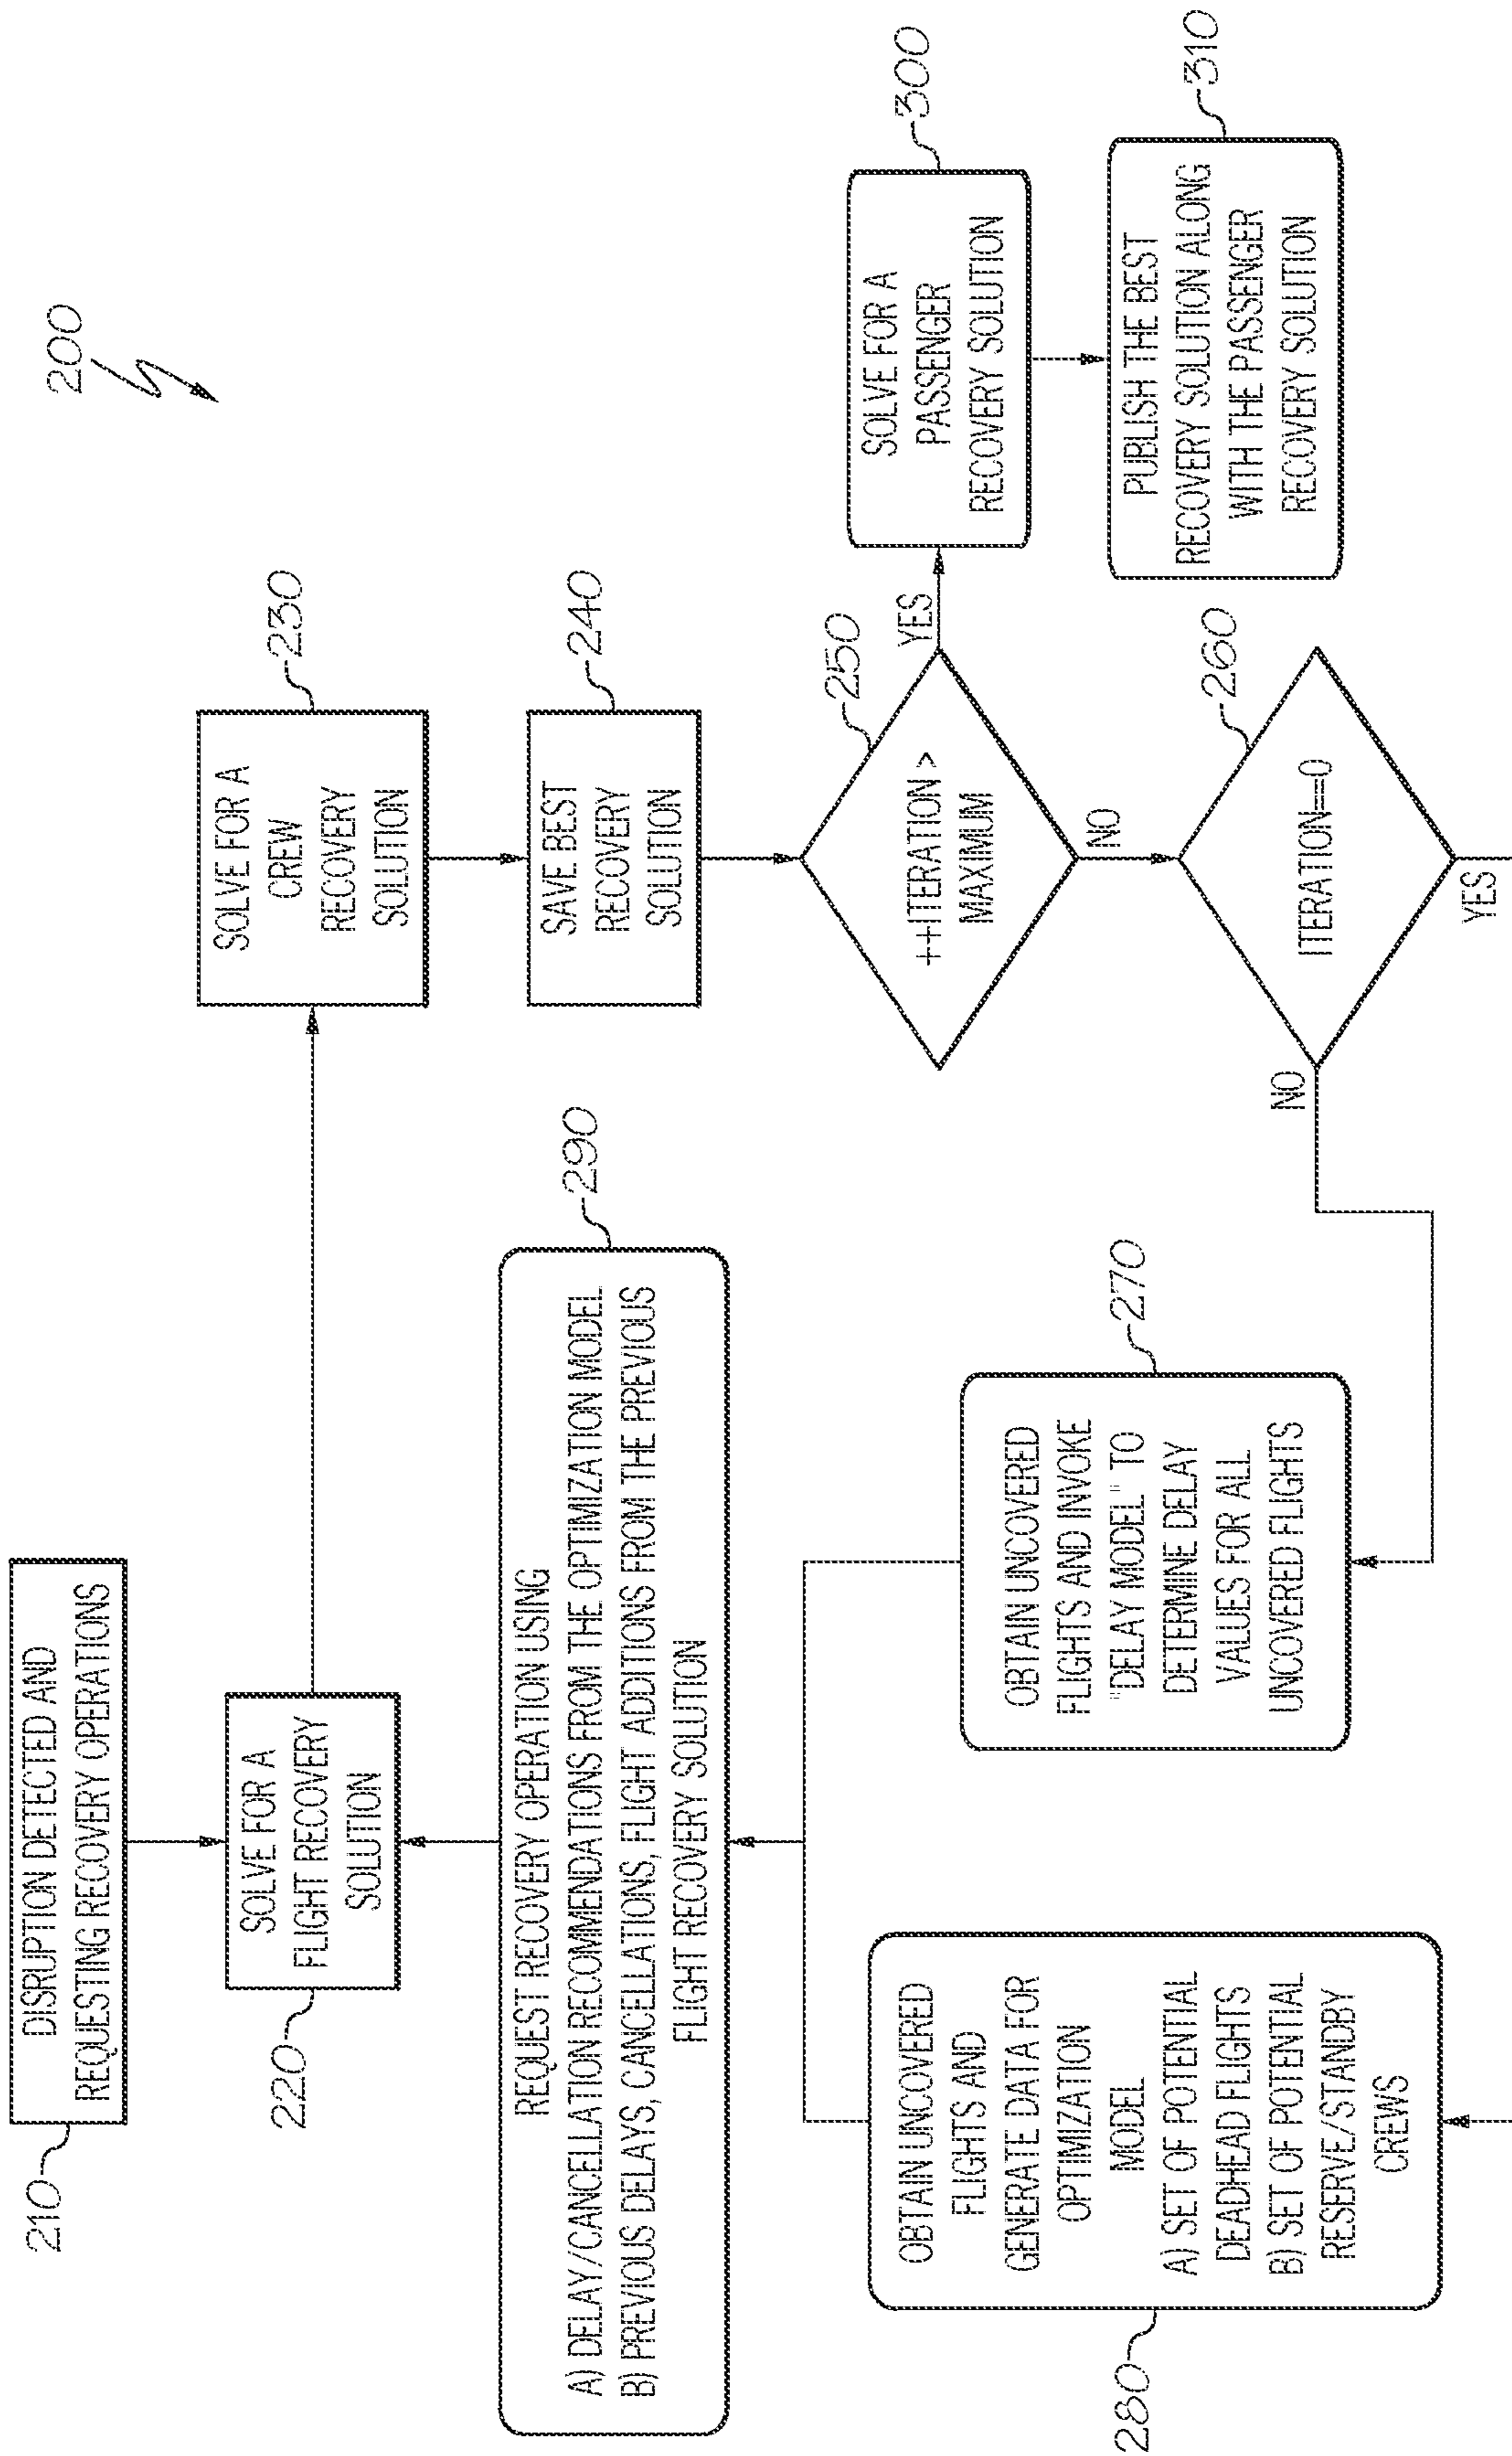 200
210
DISRUPTION DETECTED AND
REQUESTING RECOVERY OPERATIONS
220
SOLVE FOR A
FLIGHT RECOVERY
SOLUTION
230
SOLVE FOR A
CREW
RECOVERY
SOLUTION
240
SAVE BEST
RECOVERY
SOLUTION
250
++ITERATION >
MAXIMUM
YES
NO
300
SOLVE FOR A
PASSENGER
RECOVERY SOLUTION
310
PUBLISH THE BEST
RECOVERY SOLUTION ALONG
WITH THE PASSENGER
RECOVERY SOLUTION
260
ITERATION==0
NO
YES
270
OBTAIN UNCOVERED
FLIGHTS AND INVOKE
"DELAY MODEL" TO
DETERMINE DELAY
VALUES FOR ALL
UNCOVERED FLIGHTS
280
OBTAIN UNCOVERED
FLIGHTS AND
GENERATE DATA FOR
OPTIMIZATION
MODEL
A) SET OF POTENTIAL
DEADHEAD FLIGHTS
B) SET OF POTENTIAL
RESERVE/STANDBY
CREWS
290
REQUEST RECOVERY OPERATION USING
A) DELAY/CANCELLATION RECOMMENDATIONS FROM THE OPTIMIZATION MODEL
B) PREVIOUS DELAYS, CANCELLATIONS, FLIGHT ADDITIONS FROM THE PREVIOUS
FLIGHT RECOVERY SOLUTION